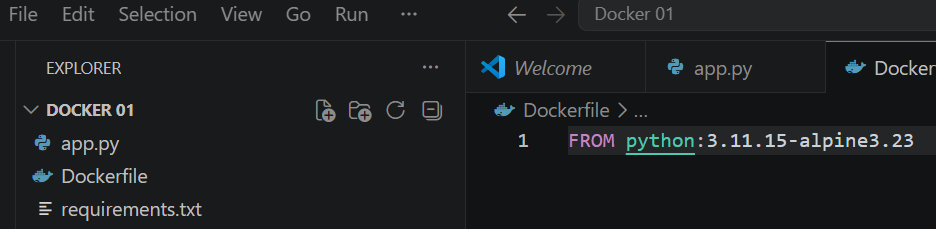 File Edit Selection View Go Run ··· Docker 01
EXPLORER ···
Welcome app.py Docker
DOCKER 01
Dockerfile > ...
app.py
1 FROM python:3.11.15-alpine3.23
Dockerfile
requirements.txt